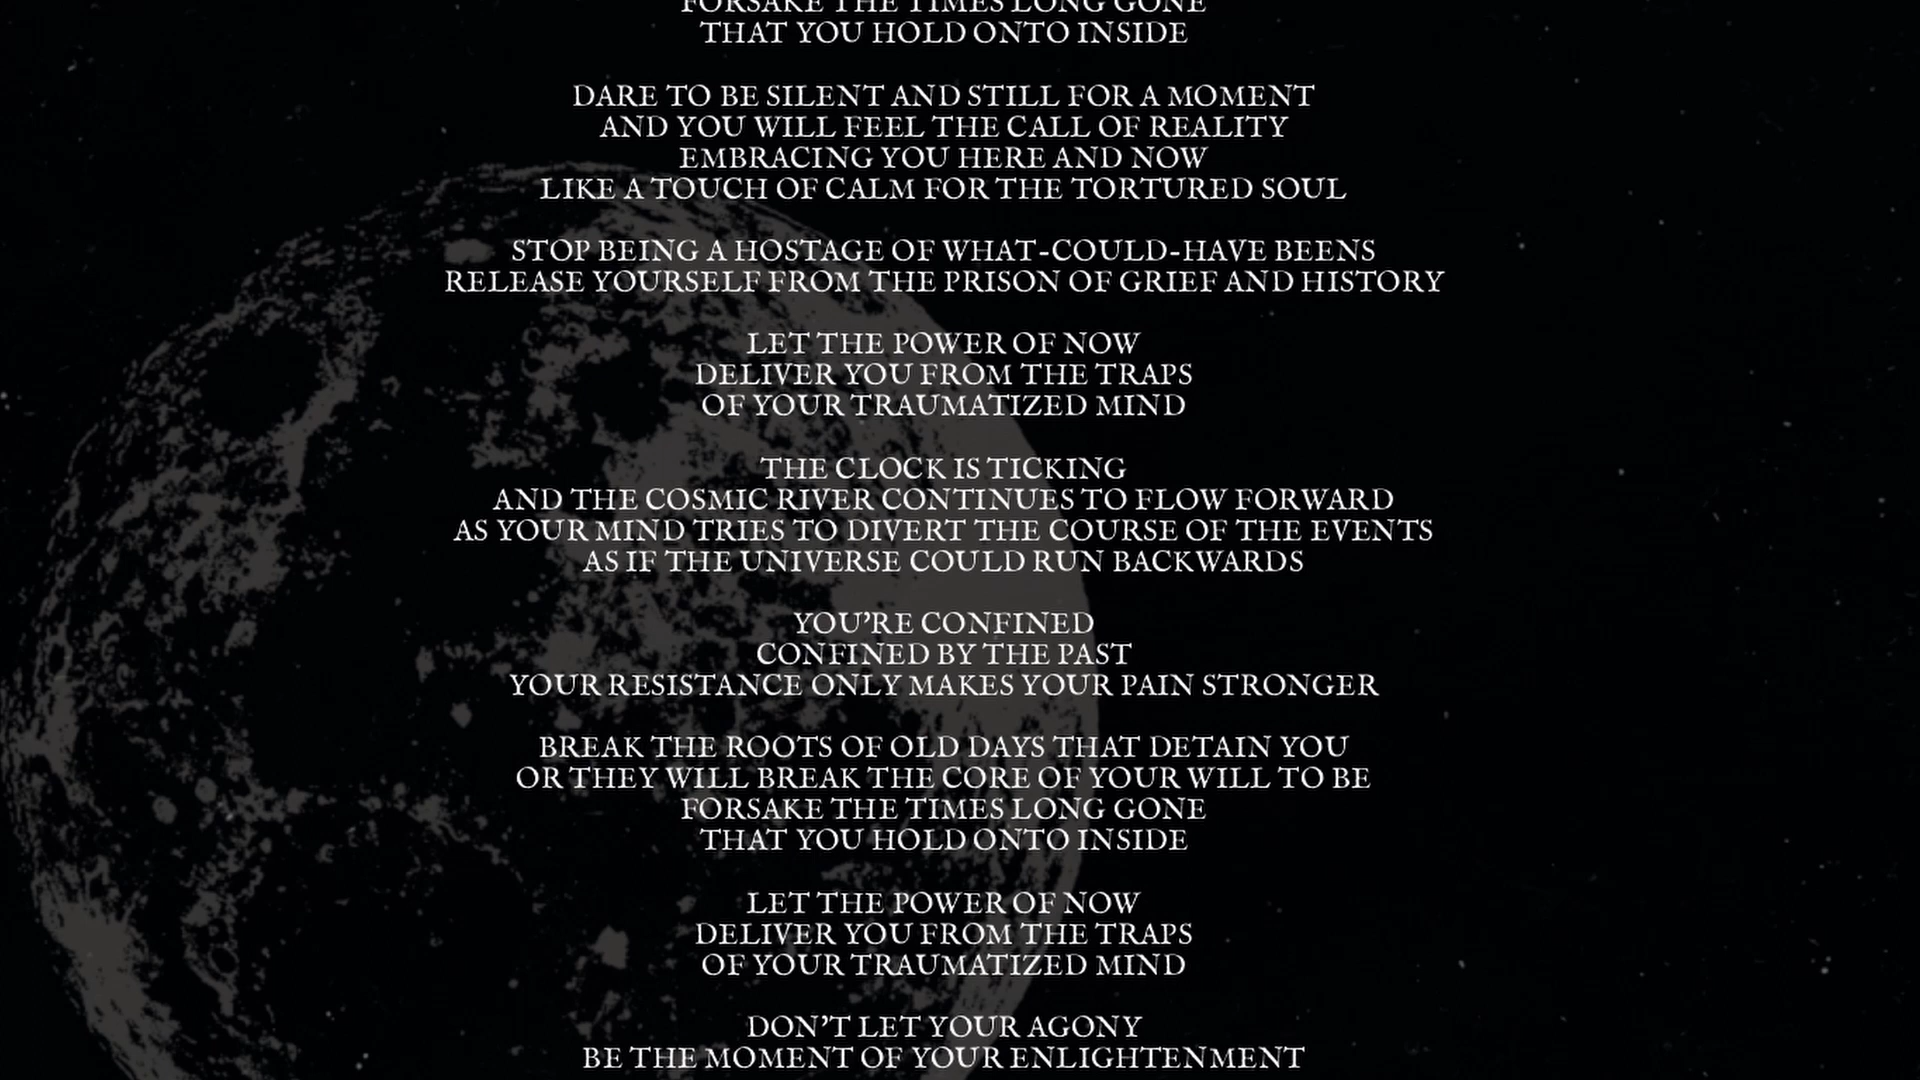 FORSAKE THE TIMES LONG GONE
THAT YOU HOLD ONTO INSIDE
DARE TO BE SILENT AND STILL FOR A MOMENT
AND YOU WILL FEEL THE CALL OF REALITY
EMBRACING YOU HERE AND NOW
LIKE A TOUCH OF CALM FOR THE TORTURED SOUL
STOP BEING A HOSTAGE OF WHAT-COULD-HAVE BEENS
RELEASE YOURSELF FROM THE PRISON OF GRIEF AND HISTORY
LET THE POWER OF NOW
DELIVER YOU FROM THE TRAPS
OF YOUR TRAUMATIZED MIND
THE CLOCK IS TICKING
AND THE COSMIC RIVER CONTINUES TO FLOW FORWARD
AS YOUR MIND TRIES TO DIVERT THE COURSE OF THE EVENTS
AS IF THE UNIVERSE COULD RUN BACKWARDS
YOU'RE CONFINED
CONFINED BY THE PAST
YOUR RESISTANCE ONLY MAKES YOUR PAIN STRONGER
BREAK THE ROOTS OF OLD DAYS THAT DETAIN YOU
OR THEY WILL BREAK THE CORE OF YOUR WILL TO BE
FORSAKE THE TIMES LONG GONE
THAT YOU HOLD ONTO INSIDE
LET THE POWER OF NOW
DELIVER YOU FROM THE TRAPS
OF YOUR TRAUMATIZED MIND
DON'T LET YOUR AGONY
BE THE MOMENT OF YOUR ENLIGHTENMENT